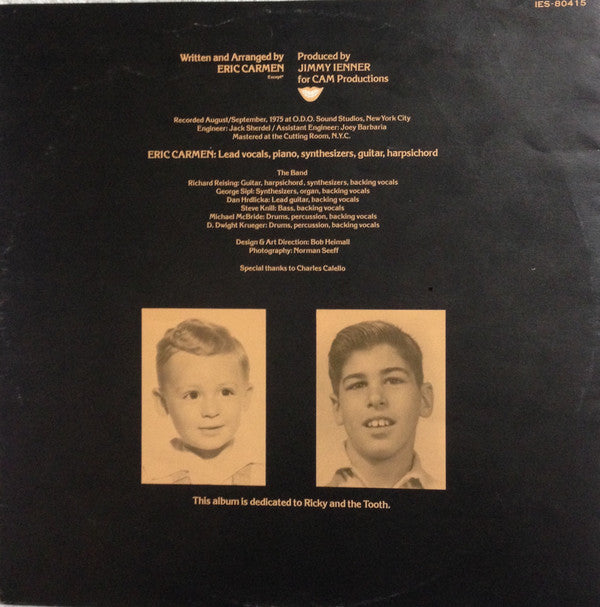 IES-80415
Written and Arranged by
ERIC CARMEN
Except*
Produced by
JIMMY IENNER
for CAM Productions
Recorded August/September, 1975 at O.D.O. Sound Studios, New York City
Engineer: Jack Sherdel / Assistant Engineer: Joey Barbaria
Mastered at the Cutting Room, N.Y.C.
ERIC CARMEN: Lead vocals, piano, synthesizers, guitar, harpsichord
The Band
Richard Reising: Guitar, harpsichord, synthesizers, backing vocals
George Sipl: Synthesizers, organ, backing vocals
Dan Hrdlicka: Lead guitar, backing vocals
Steve Knill: Bass, backing vocals
Michael McBride: Drums, percussion, backing vocals
D. Dwight Krueger: Drums, percussion, backing vocals
Design & Art Direction: Bob Heimall
Photography: Norman Seeff
Special thanks to Charles Calello
This album is dedicated to Ricky and the Tooth.